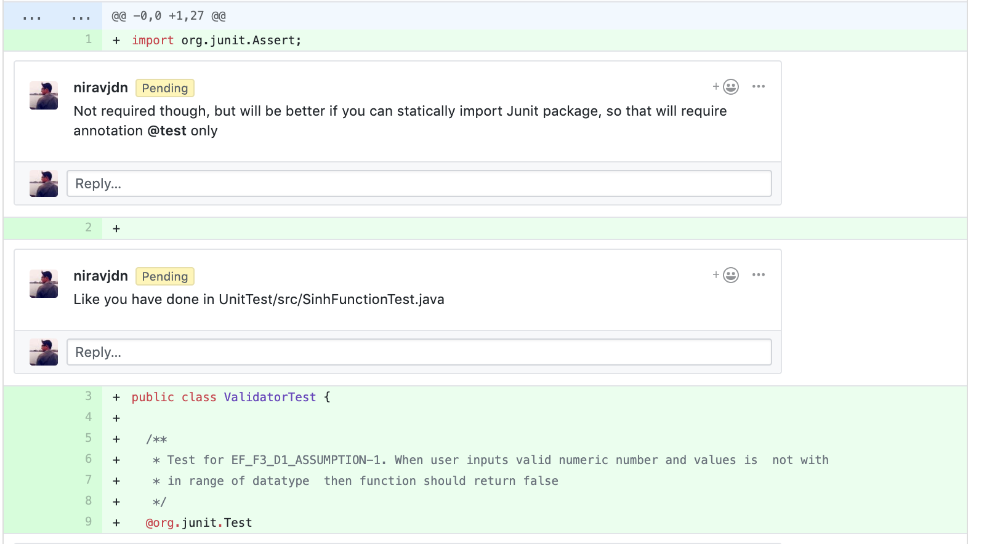 ... ... @@ −0,0 +1,27 @@
1 + import org.junit.Assert;
niravjdn Pending
Not required though, but will be better if you can statically import Junit package, so that will require
annotation @test only
Reply...
2 +
niravjdn Pending
Like you have done in UnitTest/src/SinhFunctionTest.java
Reply...
3 + public class ValidatorTest {
4 +
5 + /**
6 + * Test for EF_F3_D1_ASSUMPTION-1. When user inputs valid numeric number and values is  not with
7 + * in range of datatype  then function should return false
8 + */
9 + @org.junit.Test